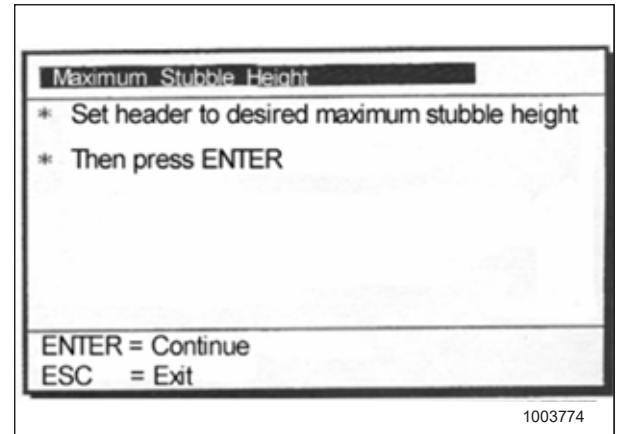 Maximum Stubble Height
* Set header to desired maximum stubble height
* Then press ENTER
ENTER = Continue
ESC = Exit
1003774